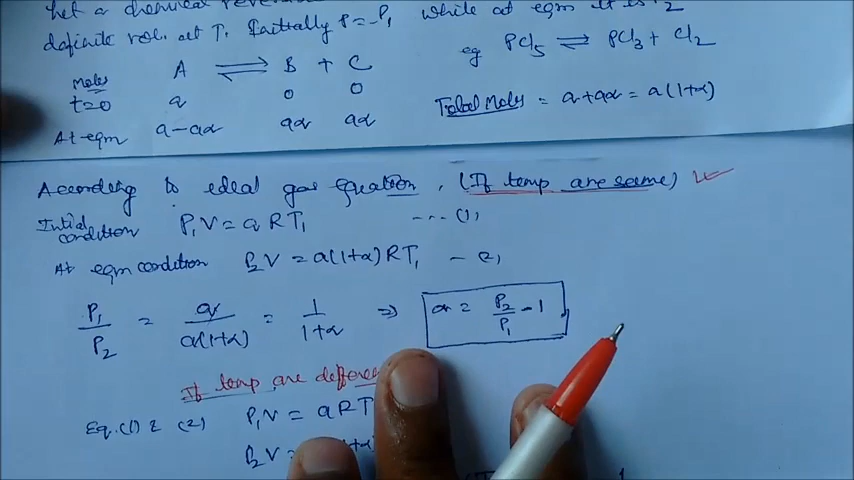 Let a chemical
while at eqm it is
definite vol. at T. Initially P = P₁
eg PCl₅ ⇌ PCl₃ + Cl₂
A ⇌ B + C
Moles
t=0 a 0 0
Total Moles = a+aα = a(1+α)
At eqm a-aα aα aα
According to ideal gas equation, (If temp are same) ✓
Initial condition P₁V = aRT₁ ---(1)
At eqm condition P₂V = a(1+α)RT₁ -(2)
P₁/P₂ = a/a(1+α) = 1/1+α ⇒ α = P₂/P₁ - 1
If temp are
Eq.(1) & (2) P₁V = aRT
P₂V =